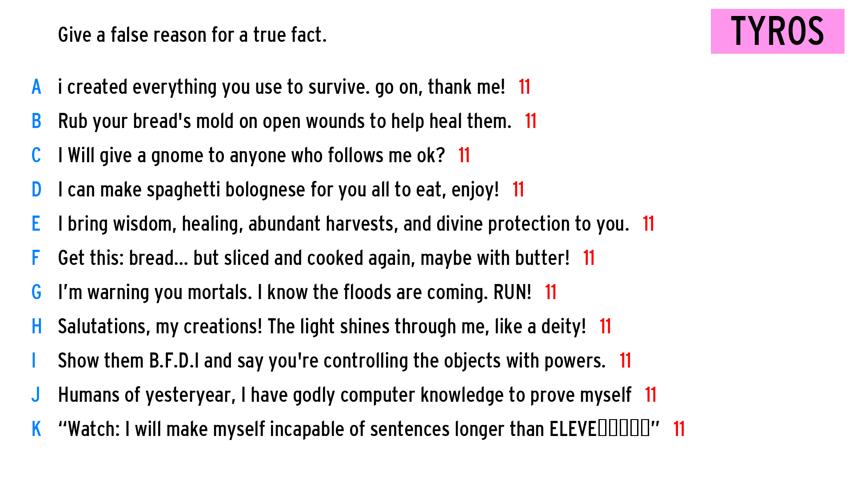 Give a false reason for a true fact.
TYROS
A i created everything you use to survive. go on, thank me! 11
B Rub your bread's mold on open wounds to help heal them. 11
C I Will give a gnome to anyone who follows me ok? 11
D I can make spaghetti bolognese for you all to eat, enjoy! 11
E I bring wisdom, healing, abundant harvests, and divine protection to you. 11
F Get this: bread... but sliced and cooked again, maybe with butter! 11
G I’m warning you mortals. I know the floods are coming. RUN! 11
H Salutations, my creations! The light shines through me, like a deity! 11
I Show them B.F.D.I and say you're controlling the objects with powers. 11
J Humans of yesteryear, I have godly computer knowledge to prove myself 11
K “Watch: I will make myself incapable of sentences longer than ELEVE▯▯▯▯▯” 11